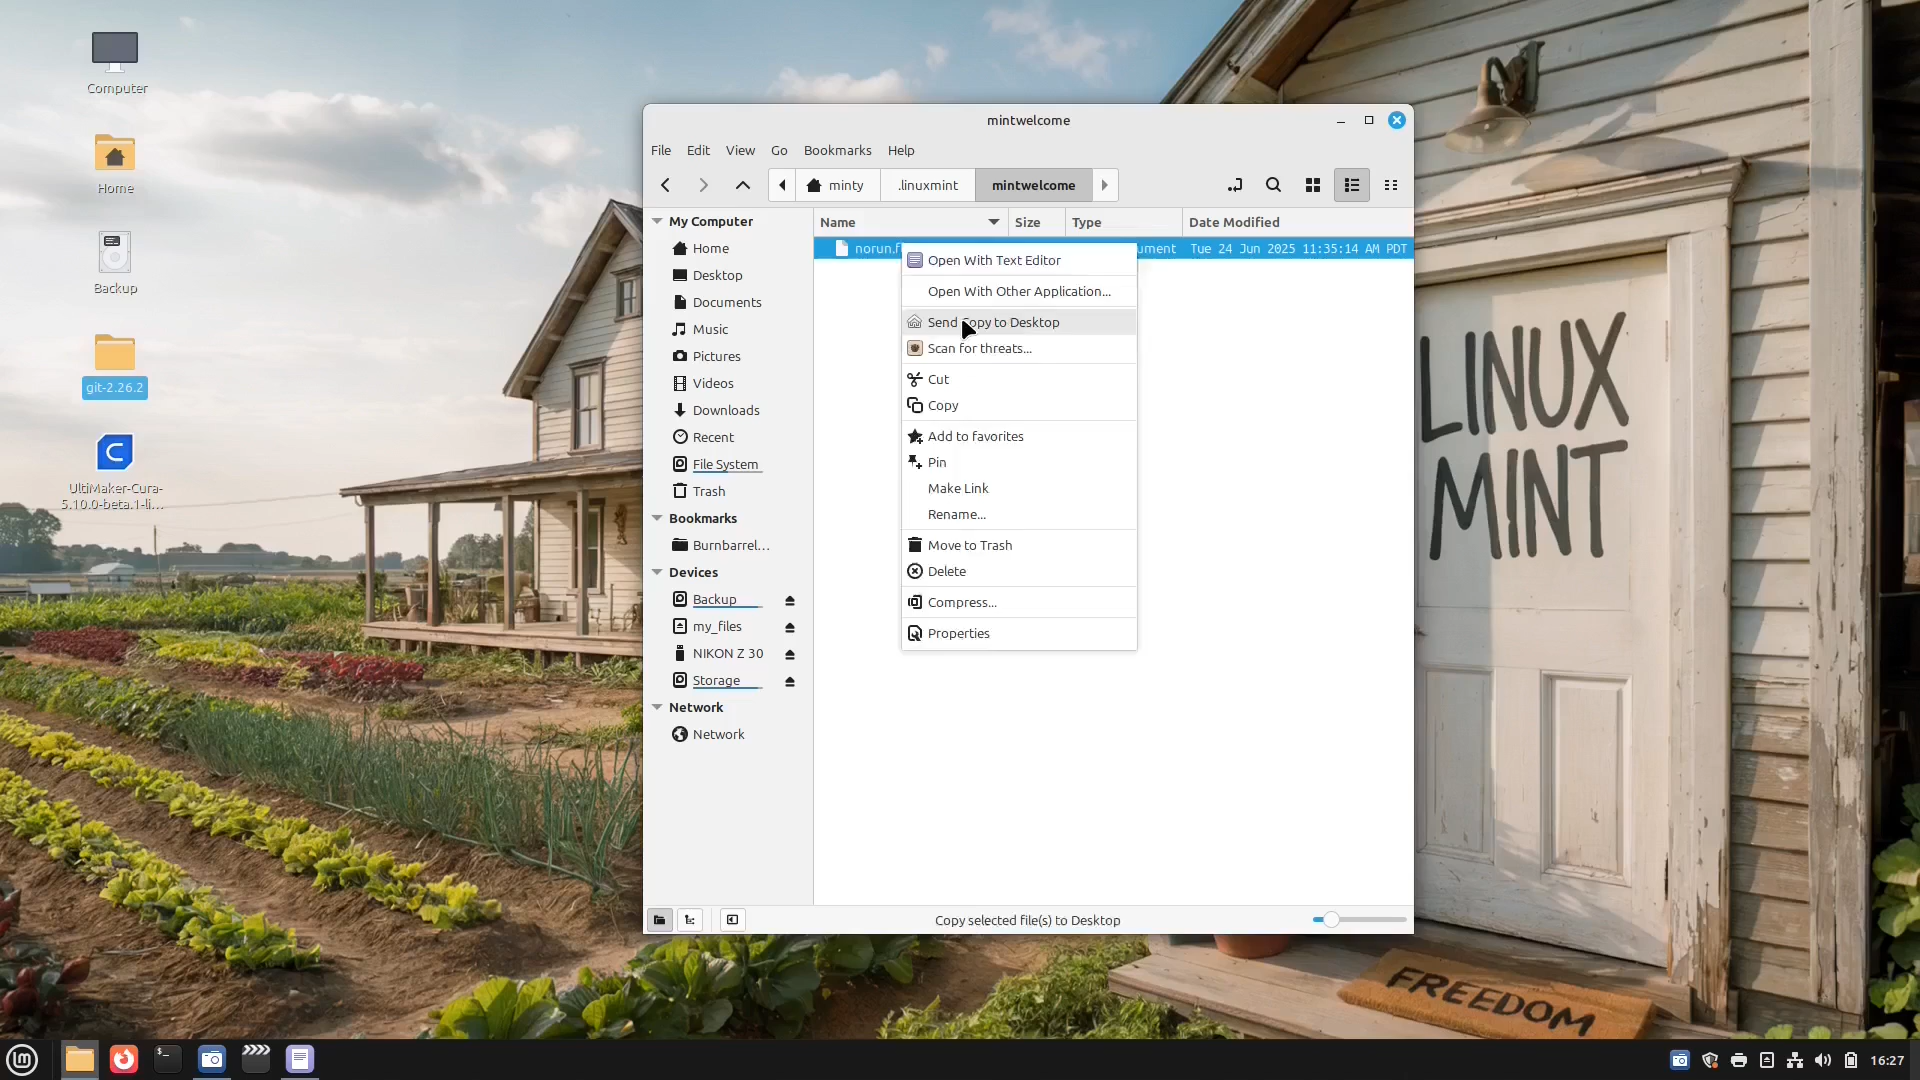 Computer
Home
Backup
git-2.26.2
UltiMaker-Cura-
5.10.0-beta.1-li...
mintwelcome
File Edit View Go Bookmarks Help
minty .linuxmint mintwelcome
My Computer
Home
Desktop
Documents
Music
Pictures
Videos
Downloads
Recent
File System
Trash
Bookmarks
Burnbarrel...
Devices
Backup
my_files
NIKON Z 30
Storage
Network
Network
Name Size Type Date Modified
Tue 24 Jun 2025 11:35:14 AM PDT
Open With Text Editor
Open With Other Application...
Send Copy to Desktop
Scan for threats...
Cut
Copy
Add to favorites
Pin
Make Link
Rename...
Move to Trash
Delete
Compress...
Properties
Copy selected file(s) to Desktop
LINUX
MINT
FREEDOM
16:27